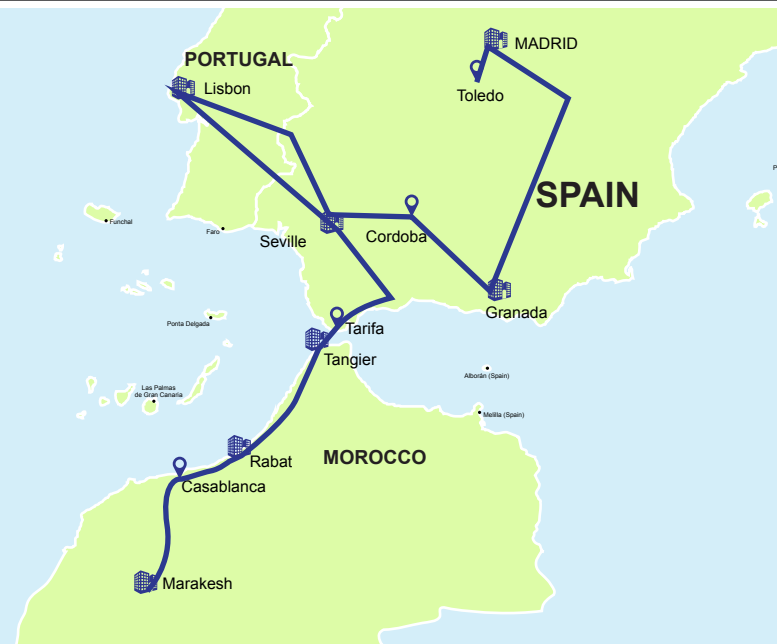 MADRID
PORTUGAL
Lisbon
Toledo
P
SPAIN
Funchal
Faro
Seville
Cordoba
Granada
Ponta Delgada
Tarifa
Tangier
Alborán (Spain)
Las Palmas
de Gran Canaria
Melilla (Spain)
MOROCCO
Rabat
Casablanca
Marakesh